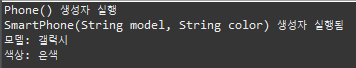 Phone() 생성자 실행
SmartPhone(String model, String color) 생성자 실행됨
모델: 갤럭시
색상: 은색